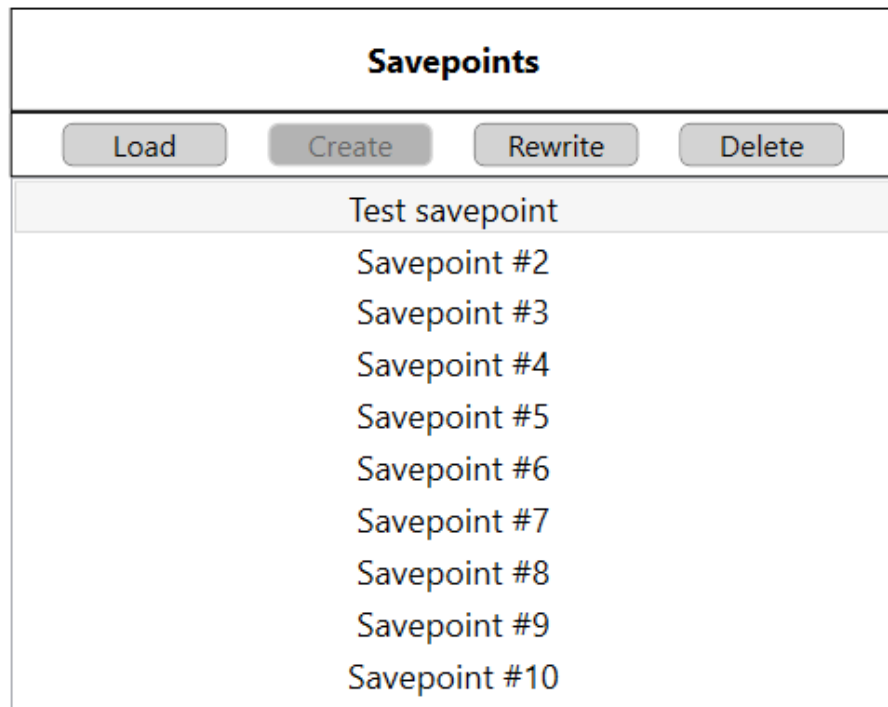 Savepoints
Load Create Rewrite Delete
Test savepoint
Savepoint #2
Savepoint #3
Savepoint #4
Savepoint #5
Savepoint #6
Savepoint #7
Savepoint #8
Savepoint #9
Savepoint #10